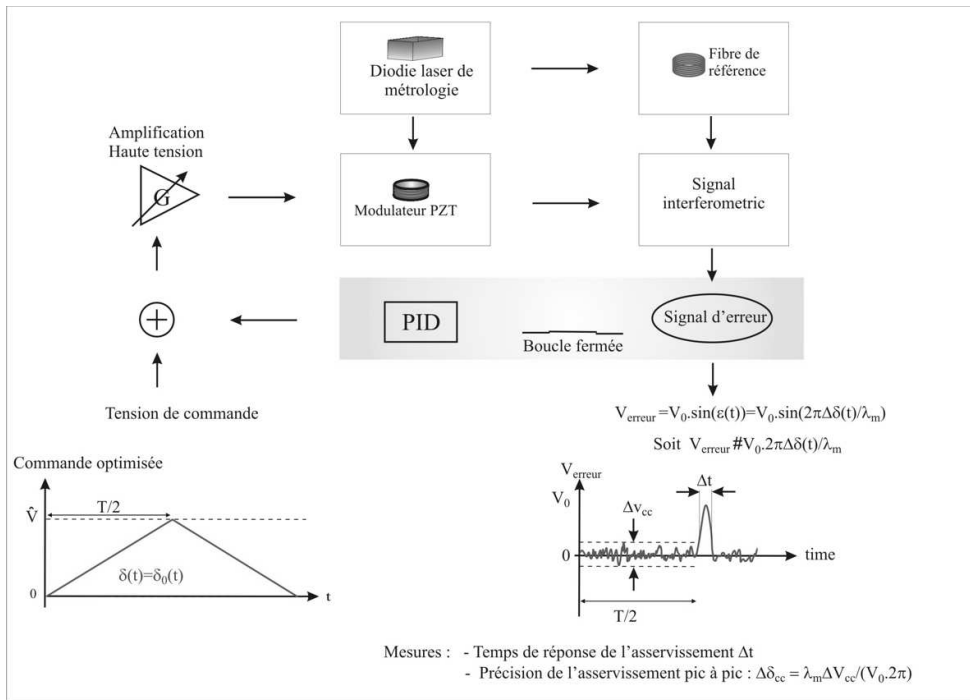 Diodie laser de
métrologie
Fibre de
référence
Amplification
Haute tension
G
Modulateur PZT
Signal
interferometric
+
PID
Boucle fermée
Signal d’erreur
Tension de commande
V_erreur =V_0.sin(ε(t))=V_0.sin(2πΔδ(t)/λ_m)
Soit V_erreur #V_0.2πΔδ(t)/λ_m
Commande optimisée
V̂
T/2
δ(t)=δ_0(t)
0
t
V_erreur
V_0
Δt
Δv_cc
0
time
T/2
Mesures : - Temps de réponse de l’asservissement Δt
- Précision de l’asservissement pic à pic : Δδ_cc = λ_mΔV_cc/(V_0.2π)